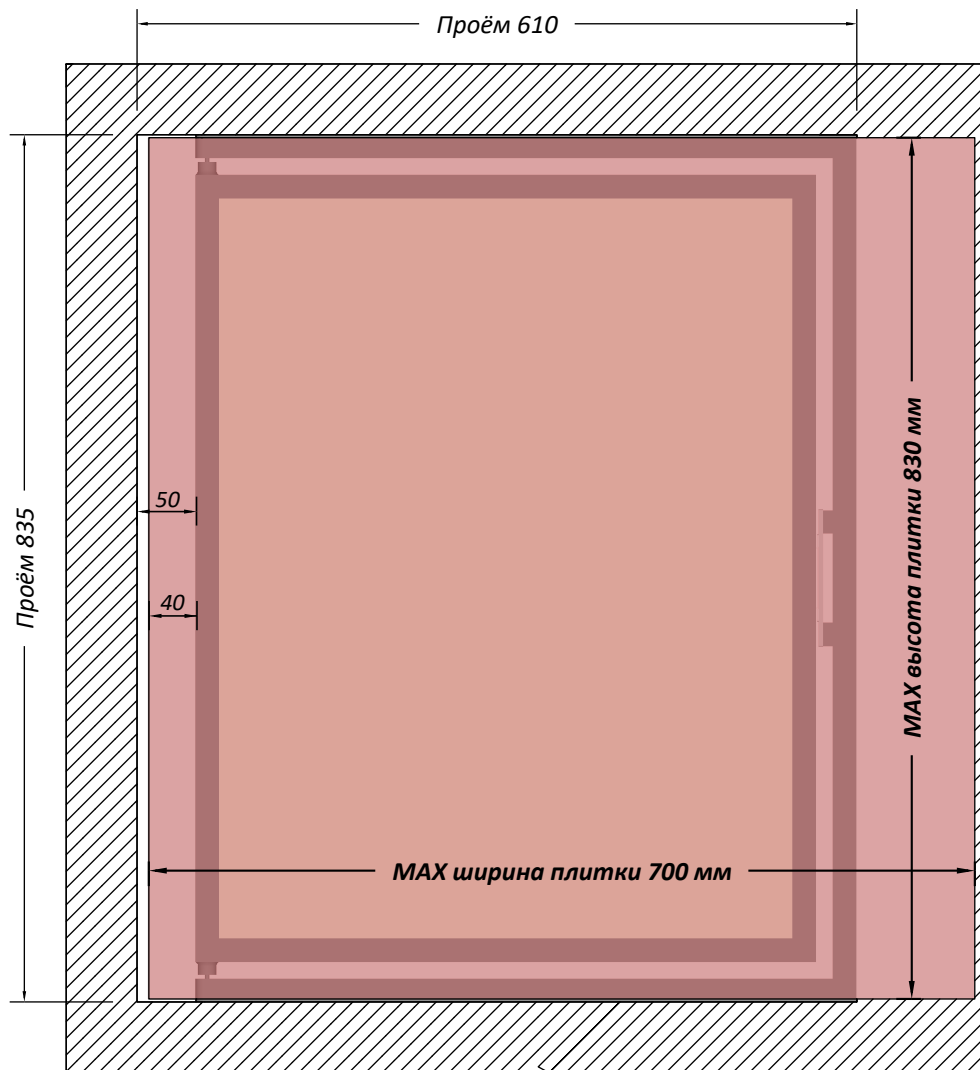 Проём 610
Проём 835
50
40
MAX высота плитки 830 мм
MAX ширина плитки 700 мм